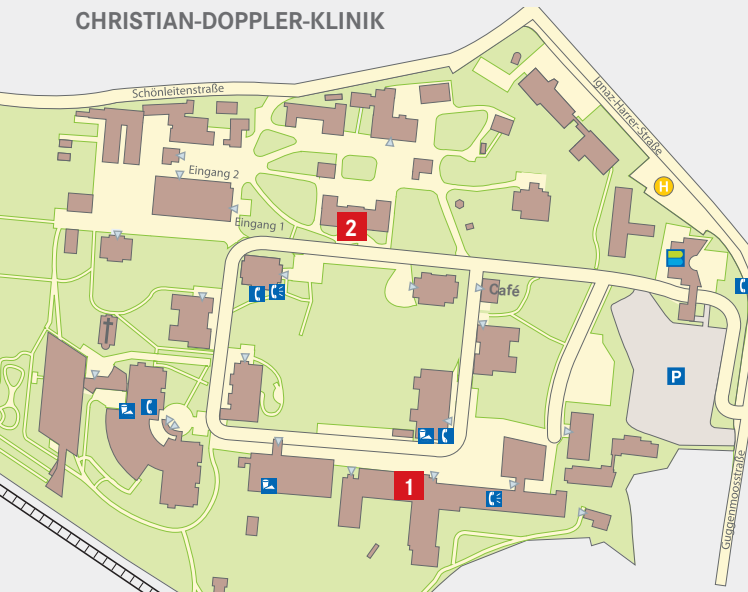 CHRISTIAN-DOPPLER-KLINIK
Schönleitenstraße
Ignaz-Harrer-Straße
Eingang 2
H
Eingang 1
2
Café
P
1
Guggenmoosstraße